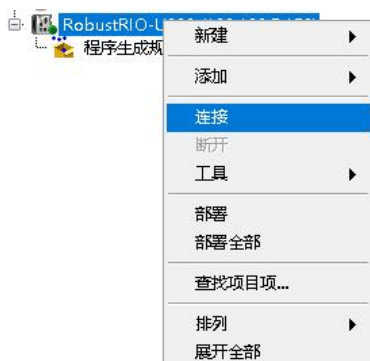 RobustRIO-U
程序生成规
新建
添加
连接
断开
工具
部署
部署全部
查找项目项...
排列
展开全部